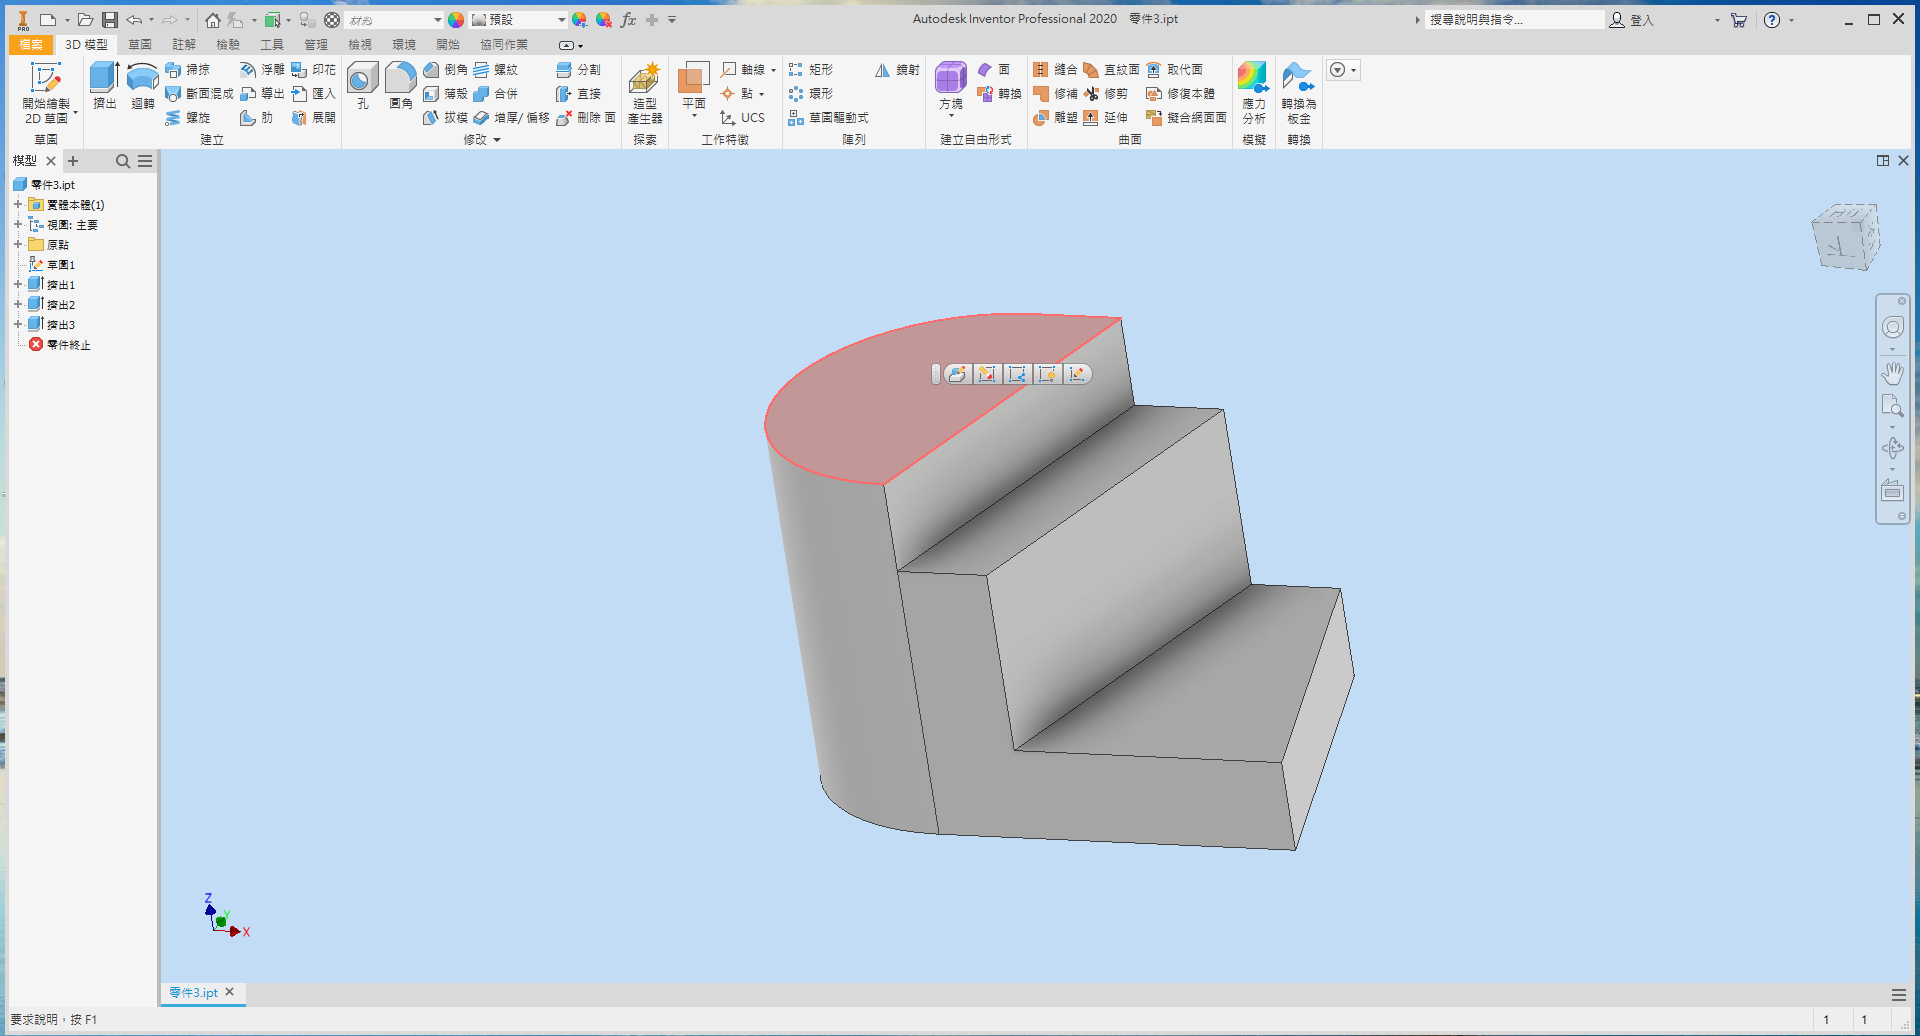 PRO
材料
預設
fx
Autodesk Inventor Professional 2020 零件3.ipt
搜尋說明與指令...
登入
檔案 3D 模型 草圖 註解 檢驗 工具 管理 檢視 環境 開始 協同作業
開始繪製
2D 草圖
擠出
迴轉
掃掠
斷面混成
螺旋
浮雕
導出
肋
印花
匯入
展開
孔
圓角
倒角
薄殼
拔模
螺紋
合併
增厚/ 偏移
分割
直接
刪除 面
造型
產生器
平面
軸線
點
UCS
矩形
環形
草圖驅動式
鏡射
方塊
面
轉換
縫合
修補
雕塑
直紋面
修剪
延伸
取代面
修復本體
擬合網面面
應力
分析
轉換為
板金
草圖 建立 修改 探索 工作特徵 陣列 建立自由形式 曲面 模擬 轉換
模型
零件3.ipt
實體本體(1)
視圖: 主要
原點
草圖1
擠出1
擠出2
擠出3
零件終止
Z
Y
X
零件3.ipt
要求說明，按 F1
1 1